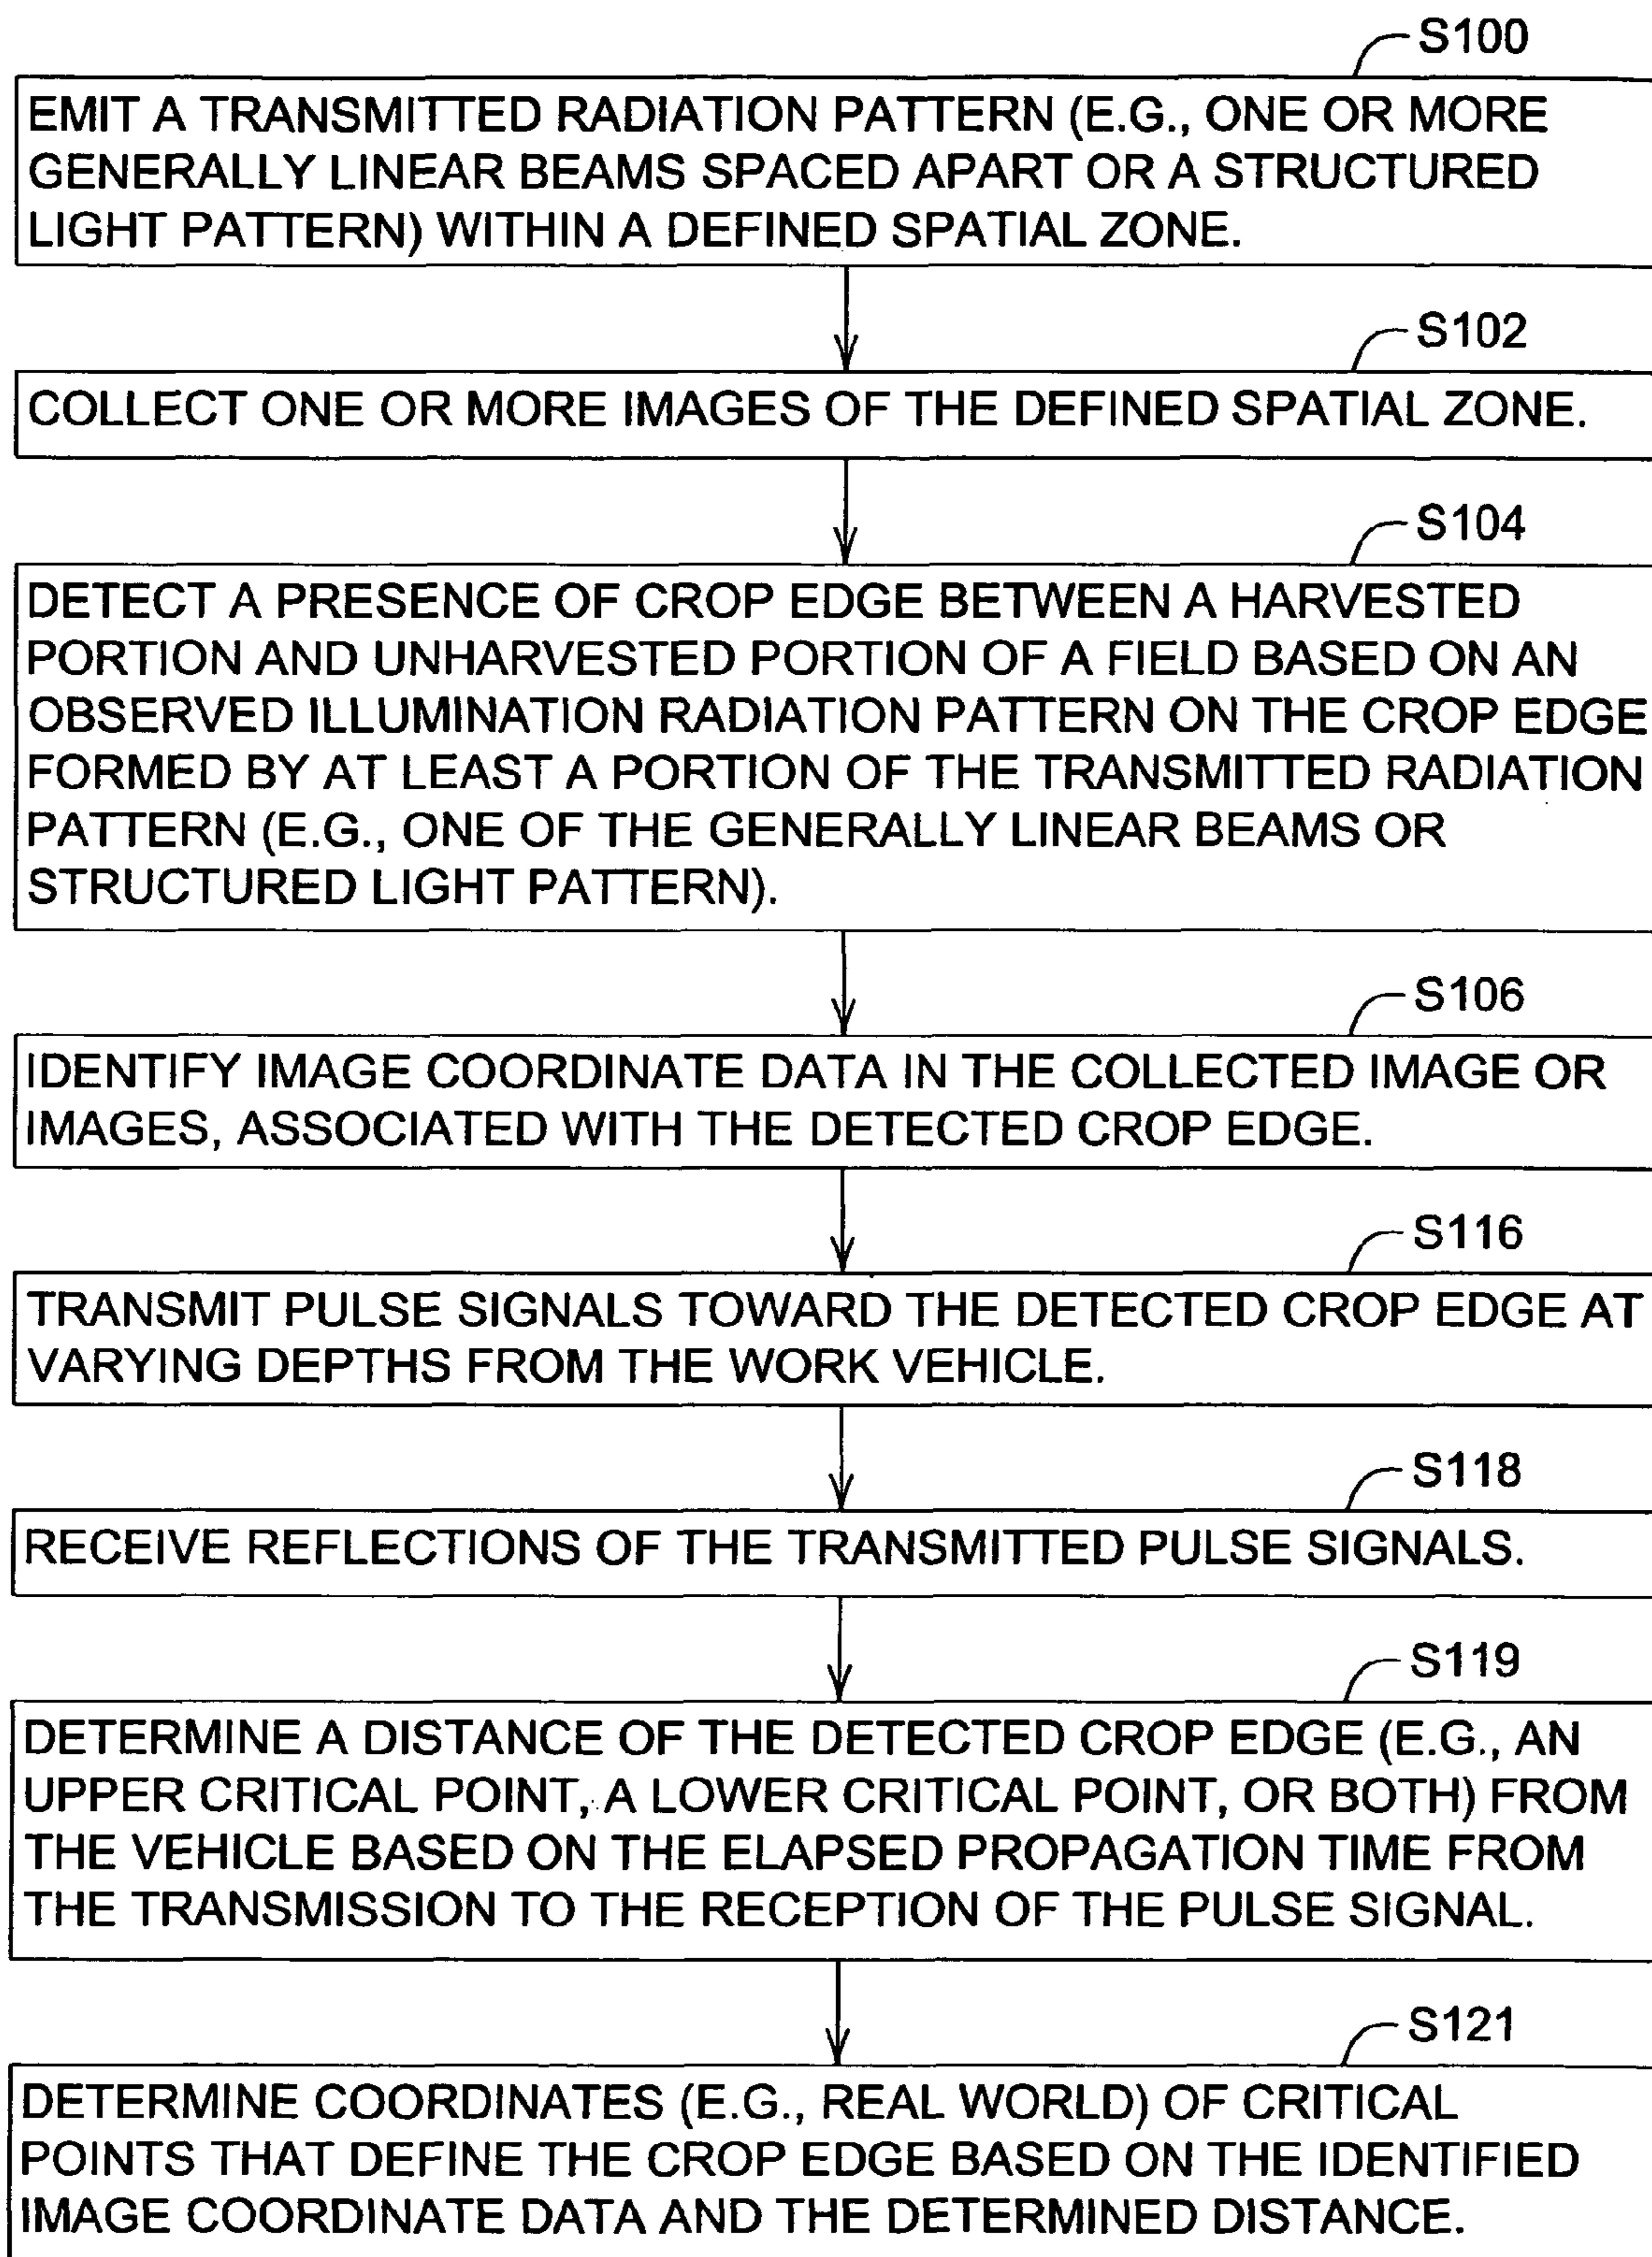 S100
EMIT A TRANSMITTED RADIATION PATTERN (E.G., ONE OR MORE
GENERALLY LINEAR BEAMS SPACED APART OR A STRUCTURED
LIGHT PATTERN) WITHIN A DEFINED SPATIAL ZONE.
S102
COLLECT ONE OR MORE IMAGES OF THE DEFINED SPATIAL ZONE.
S104
DETECT A PRESENCE OF CROP EDGE BETWEEN A HARVESTED
PORTION AND UNHARVESTED PORTION OF A FIELD BASED ON AN
OBSERVED ILLUMINATION RADIATION PATTERN ON THE CROP EDGE
FORMED BY AT LEAST A PORTION OF THE TRANSMITTED RADIATION
PATTERN (E.G., ONE OF THE GENERALLY LINEAR BEAMS OR
STRUCTURED LIGHT PATTERN).
S106
IDENTIFY IMAGE COORDINATE DATA IN THE COLLECTED IMAGE OR
IMAGES, ASSOCIATED WITH THE DETECTED CROP EDGE.
S116
TRANSMIT PULSE SIGNALS TOWARD THE DETECTED CROP EDGE AT
VARYING DEPTHS FROM THE WORK VEHICLE.
S118
RECEIVE REFLECTIONS OF THE TRANSMITTED PULSE SIGNALS.
S119
DETERMINE A DISTANCE OF THE DETECTED CROP EDGE (E.G., AN
UPPER CRITICAL POINT, A LOWER CRITICAL POINT, OR BOTH) FROM
THE VEHICLE BASED ON THE ELAPSED PROPAGATION TIME FROM
THE TRANSMISSION TO THE RECEPTION OF THE PULSE SIGNAL.
S121
DETERMINE COORDINATES (E.G., REAL WORLD) OF CRITICAL
POINTS THAT DEFINE THE CROP EDGE BASED ON THE IDENTIFIED
IMAGE COORDINATE DATA AND THE DETERMINED DISTANCE.